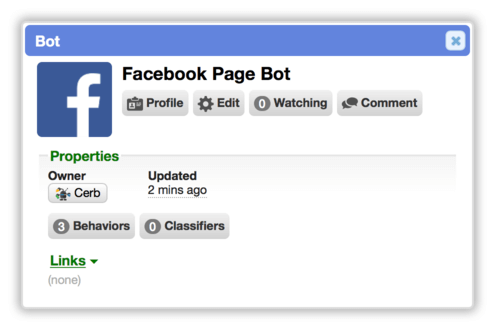 Bot
Facebook Page Bot
Profile Edit 0 Watching Comment
Properties
Owner Updated
Cerb 2 mins ago
3 Behaviors 0 Classifiers
Links
(none)